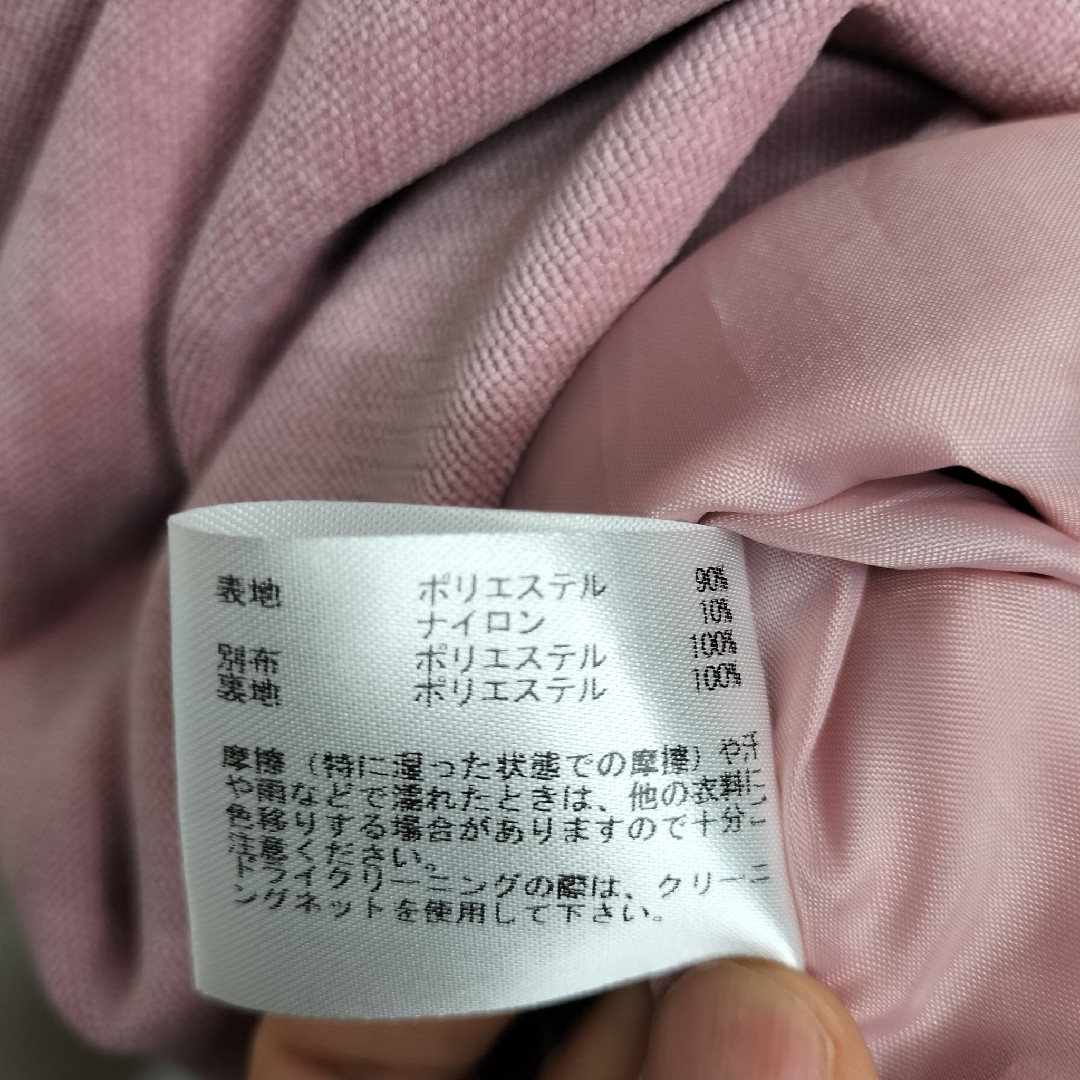 表地 ポリエステル 90%
ナイロン 10%
別布 ポリエステル 100%
裏地 ポリエステル 100%
摩擦（特に湿った状態での摩擦）や汗
や雨などで濡れたときは、他の衣料に
色移りする場合がありますので十分ご
注意ください。
ドライクリーニングの際は、クリーニ
ングネットを使用して下さい。